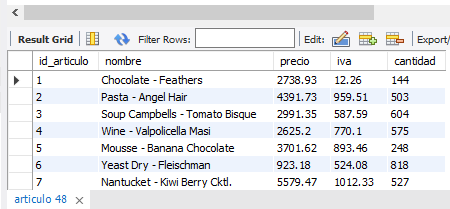 Result Grid Filter Rows: Edit: Export/
id_articulo nombre precio iva cantidad
1 Chocolate - Feathers 2738.93 12.26 144
2 Pasta - Angel Hair 4391.73 959.51 503
3 Soup Campbells - Tomato Bisque 2991.35 587.59 604
4 Wine - Valpolicella Masi 2625.2 770.1 575
5 Mousse - Banana Chocolate 3701.62 893.46 248
6 Yeast Dry - Fleischman 923.18 524.08 818
7 Nantucket - Kiwi Berry Cktl. 5579.47 1012.33 527
articulo 48